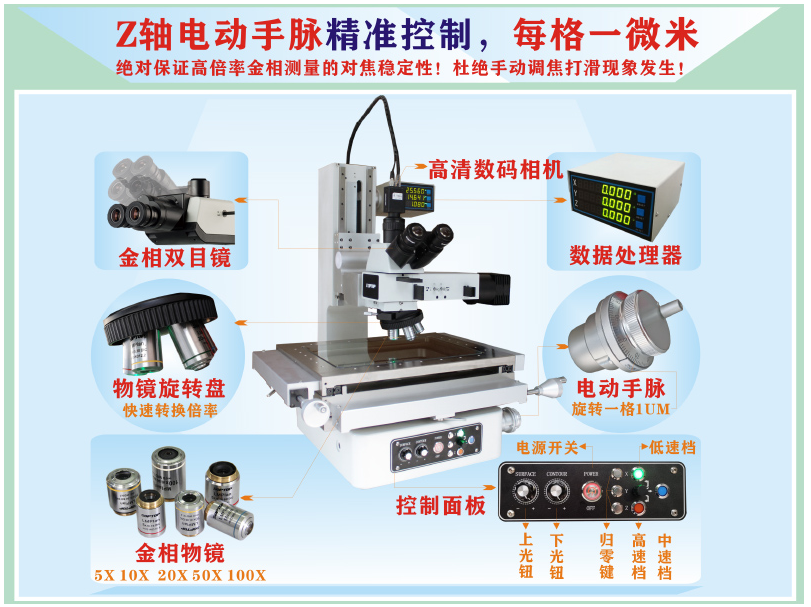 Z轴电动手脉精准控制，每格一微米
绝对保证高倍率金相测量的对焦稳定性！杜绝手动调焦打滑现象发生！
高清数码相机
金相双目镜
X 0.000
Y 0.000
Z 0.000
数据处理器
物镜旋转盘
快速转换倍率
电动手脉
旋转一格1UM
金相物镜
5X 10X 20X 50X 100X
控制面板
电源开关
低速档
SURFACE CONTOUR POWER X
Y
OFF Z
上光钮
下光钮
归零键
高速档
中速档